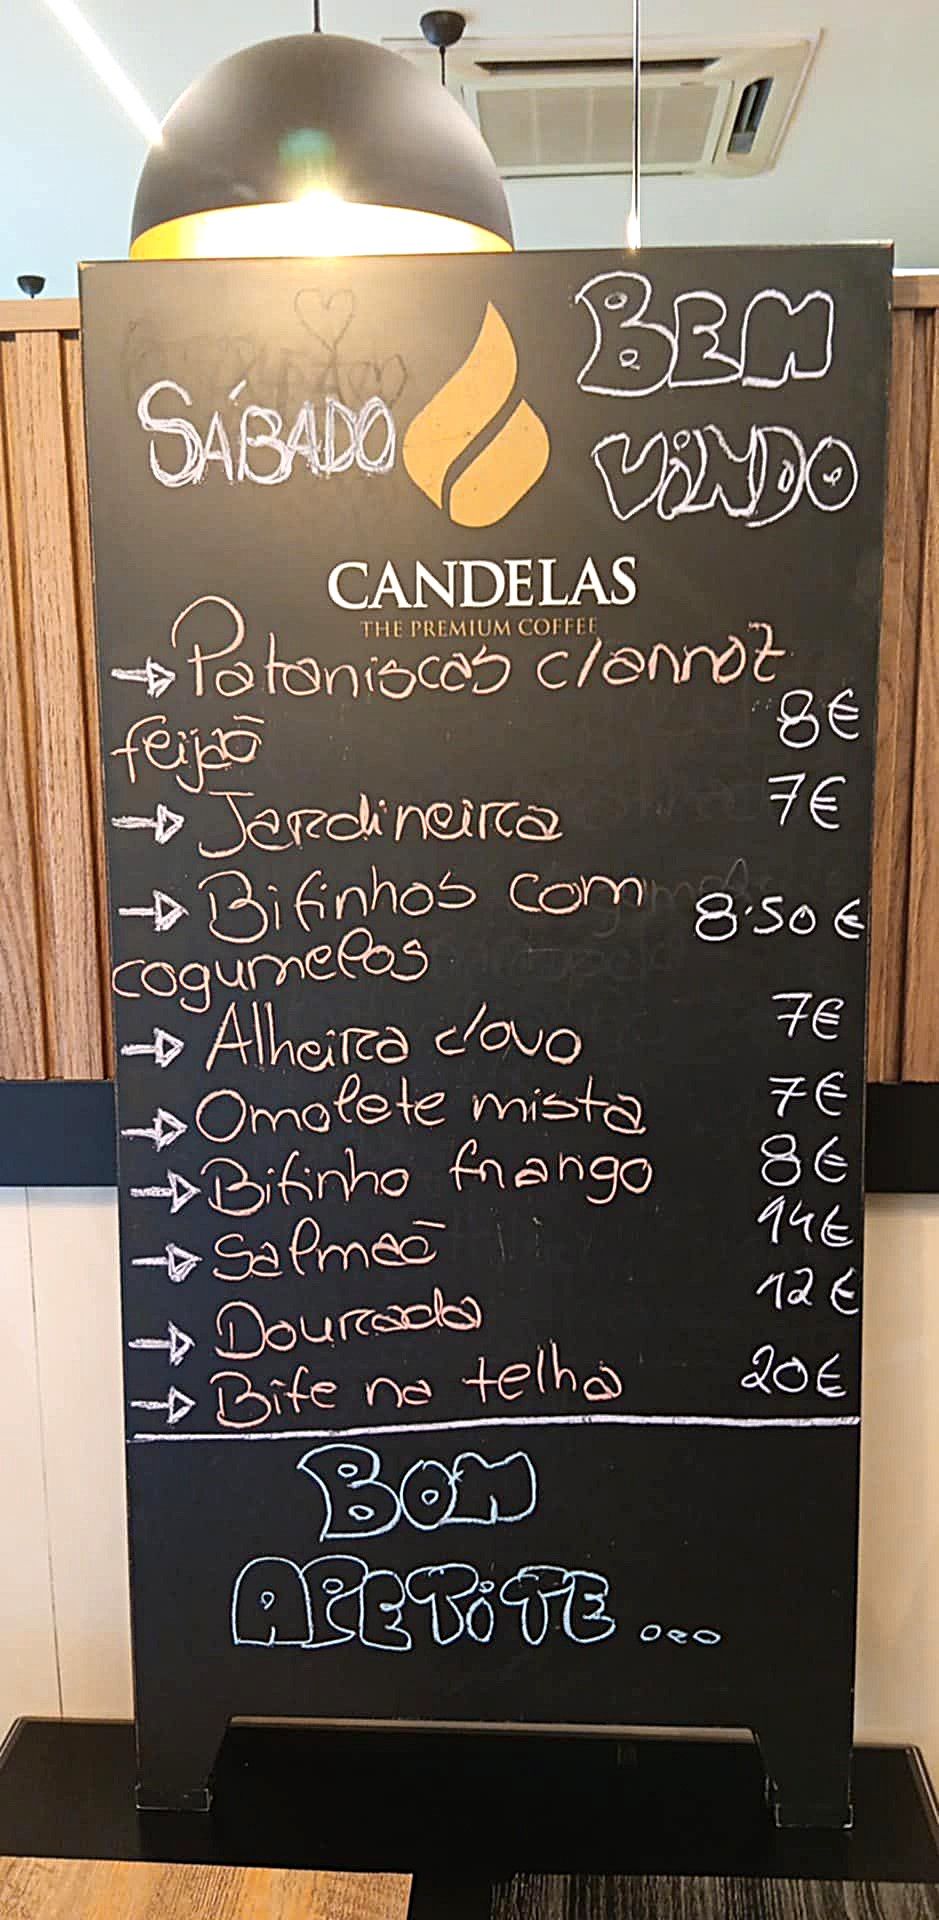 BEM
SÁBADO
ViNDO
CANDELAS
THE PREMIUM COFFEE
Pataniscas c/arroz
feijão 8€
Jardineira 7€
Bifinhos com 8.50€
cogumelos
Alheira c/ovo 7€
Omolete mista 7€
Bifinho frango 8€
Salmão 14€
Dourada 12€
Bife na telha 20€
BOM
APETiTE...